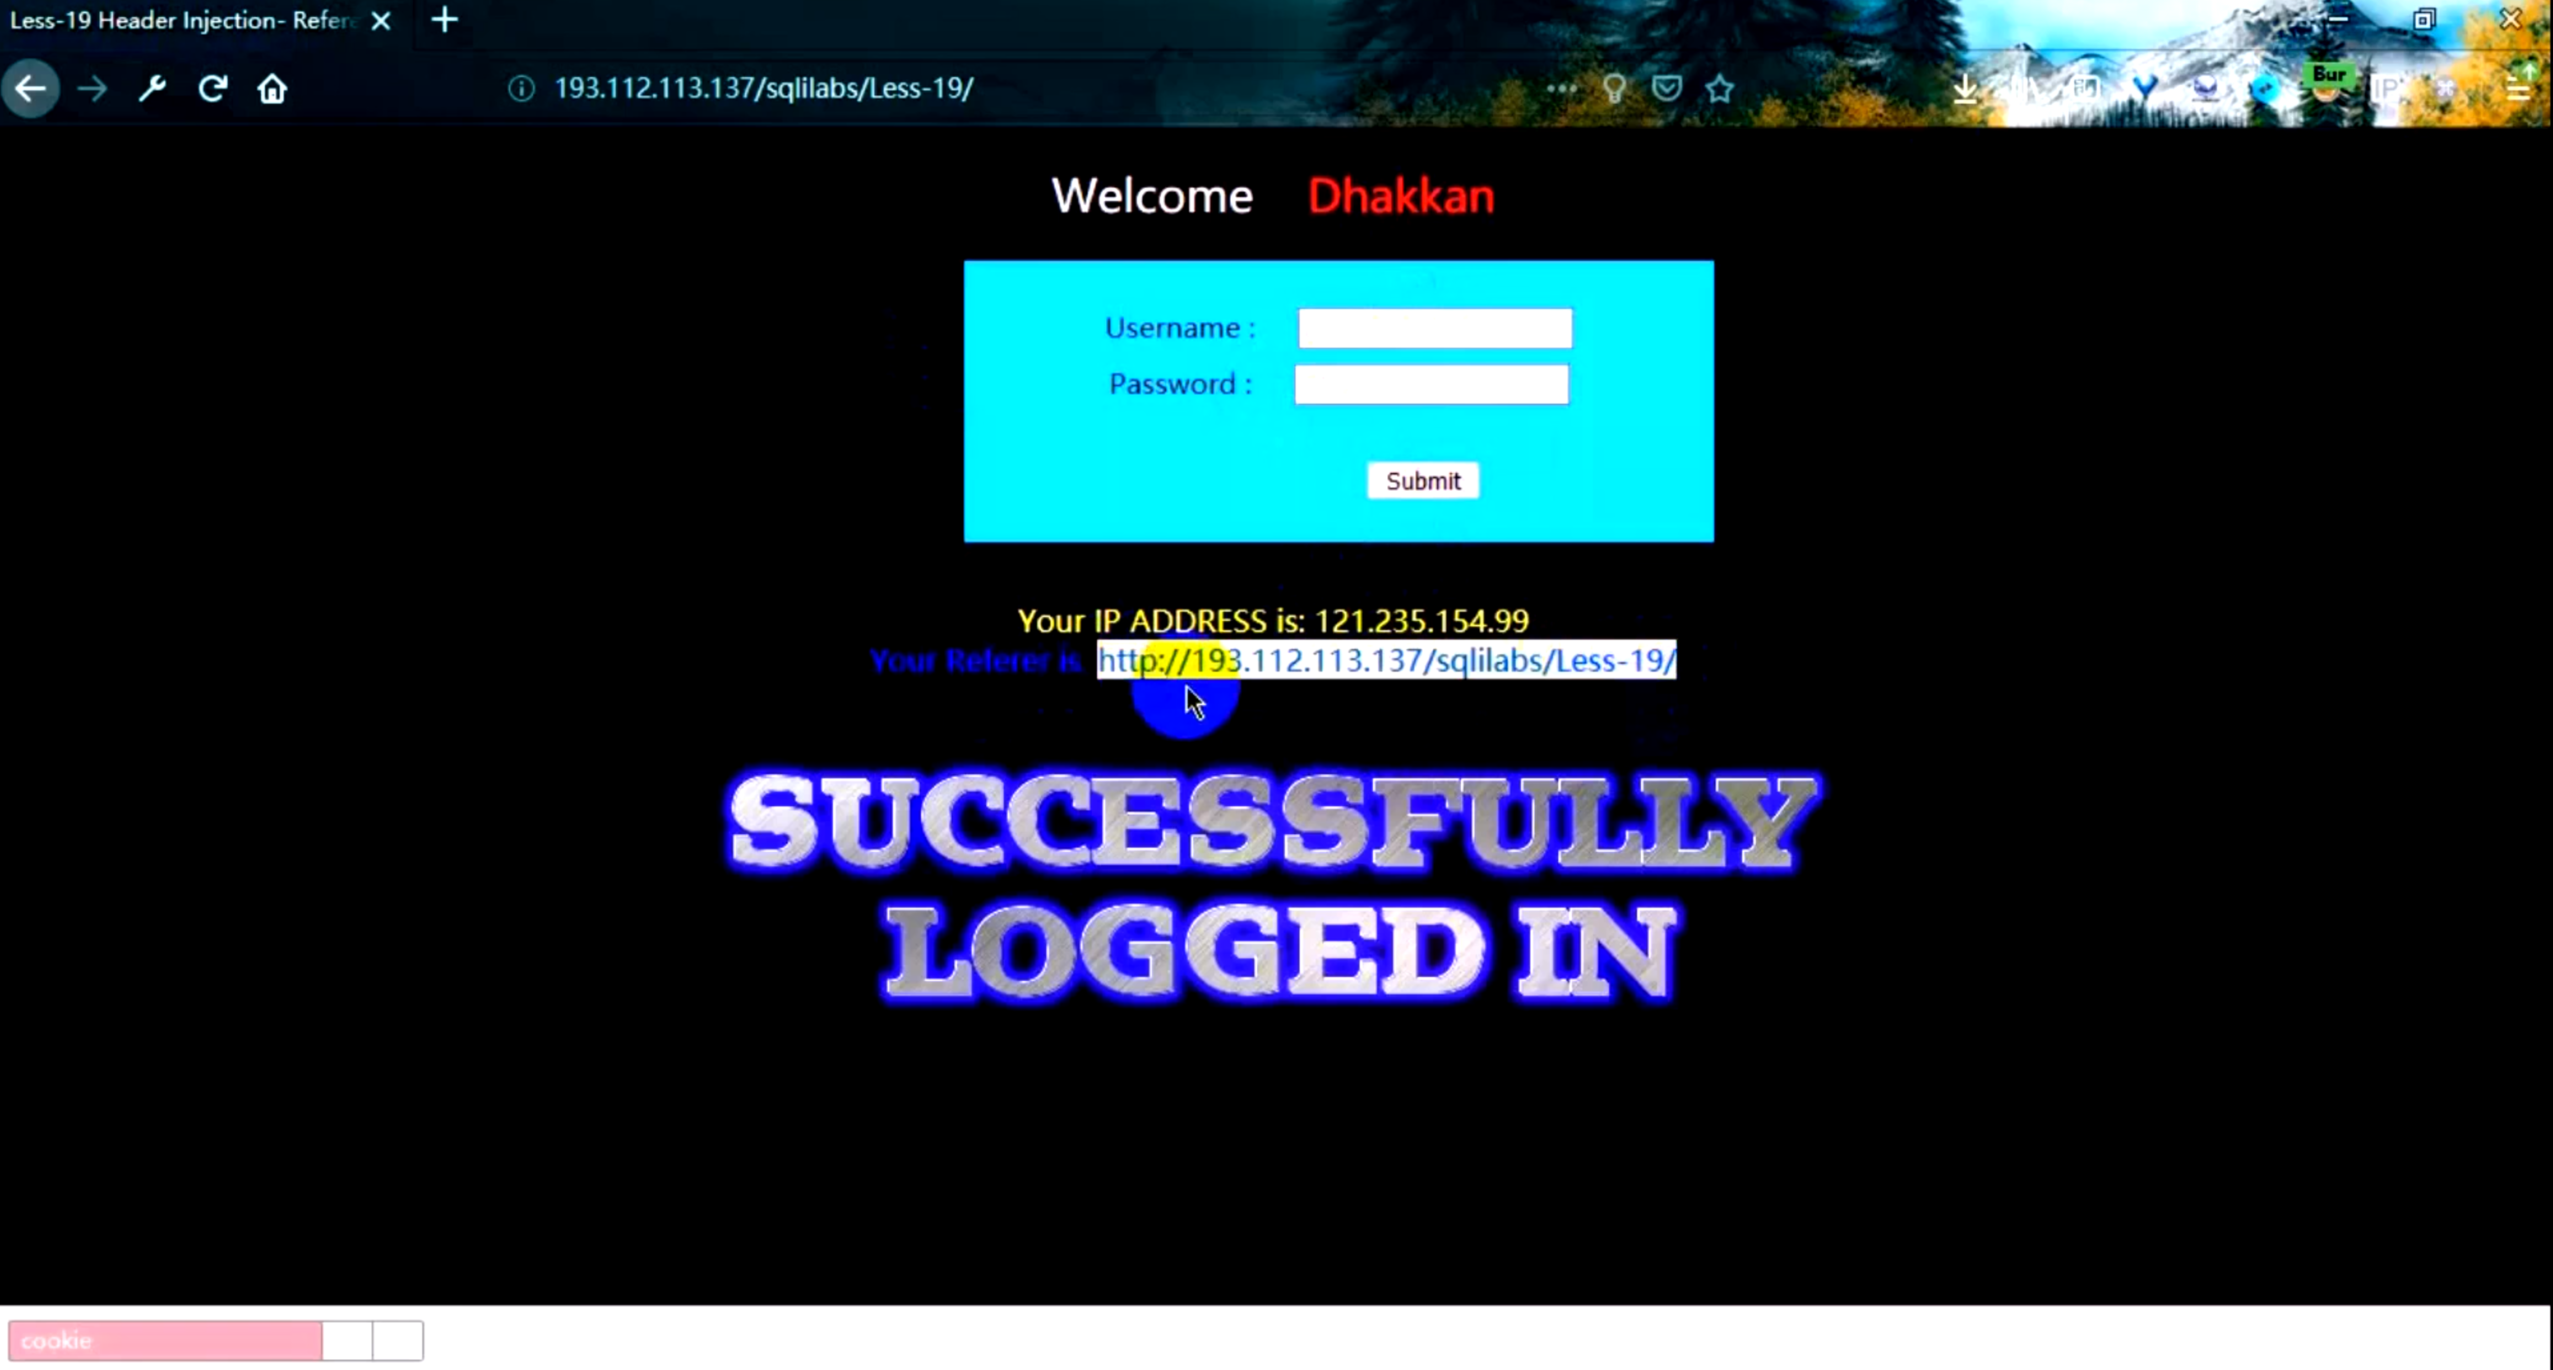 Less-19 Header Injection- Refere
193.112.113.137/sqlilabs/Less-19/
Bur
IP
Welcome Dhakkan
Username :
Password :
Submit
Your IP ADDRESS is: 121.235.154.99
Your Referer is http://193.112.113.137/sqlilabs/Less-19/
SUCCESSFULLY
LOGGED IN
cookie